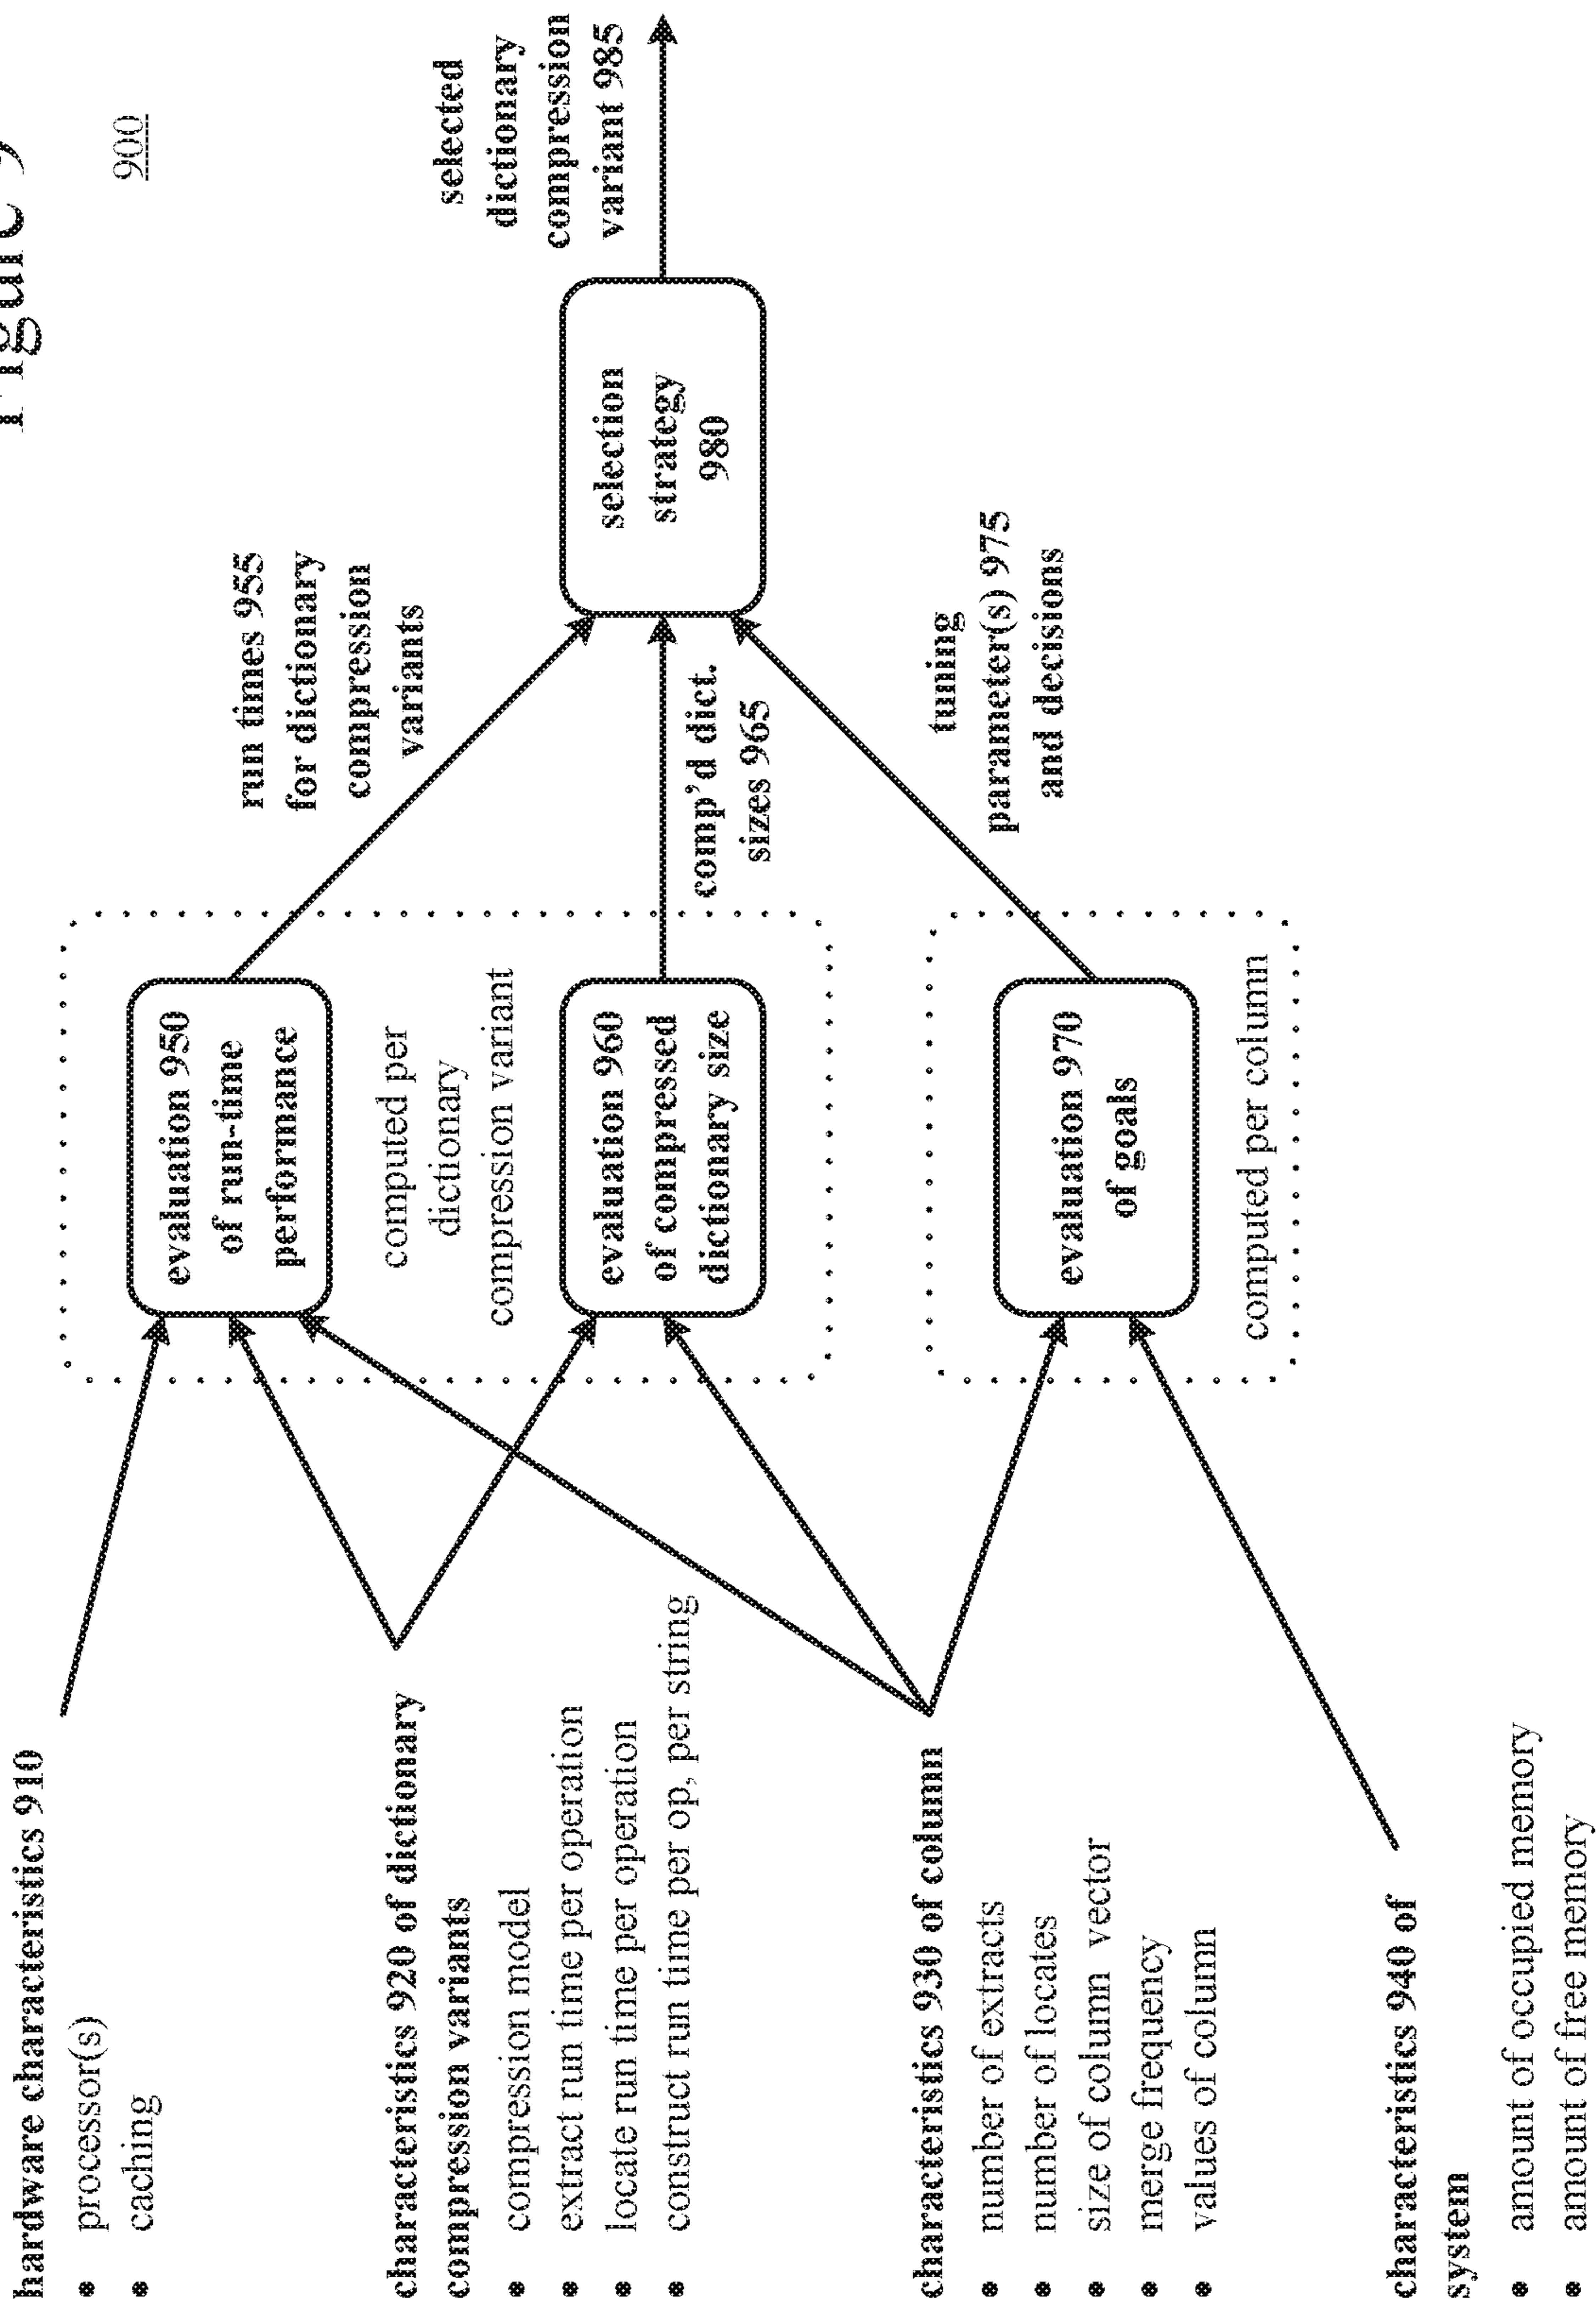 Figure 9
900
hardware characteristics 910
• processor(s)
• caching
characteristics 920 of dictionary
compression variants
• compression model
• extract run time per operation
• locate run time per operation
• construct run time per op, per string
characteristics 930 of column
• number of extracts
• number of locates
• size of column vector
• merge frequency
• values of column
characteristics 940 of
system
• amount of occupied memory
• amount of free memory
evaluation 950
of run-time
performance
computed per
dictionary
compression variant
evaluation 960
of compressed
dictionary size
evaluation 970
of goals
computed per column
run times 955
for dictionary
compression
variants
comp'd dict.
sizes 965
tuning
parameter(s) 975
and decisions
selection
strategy
980
selected
dictionary
compression
variant 985